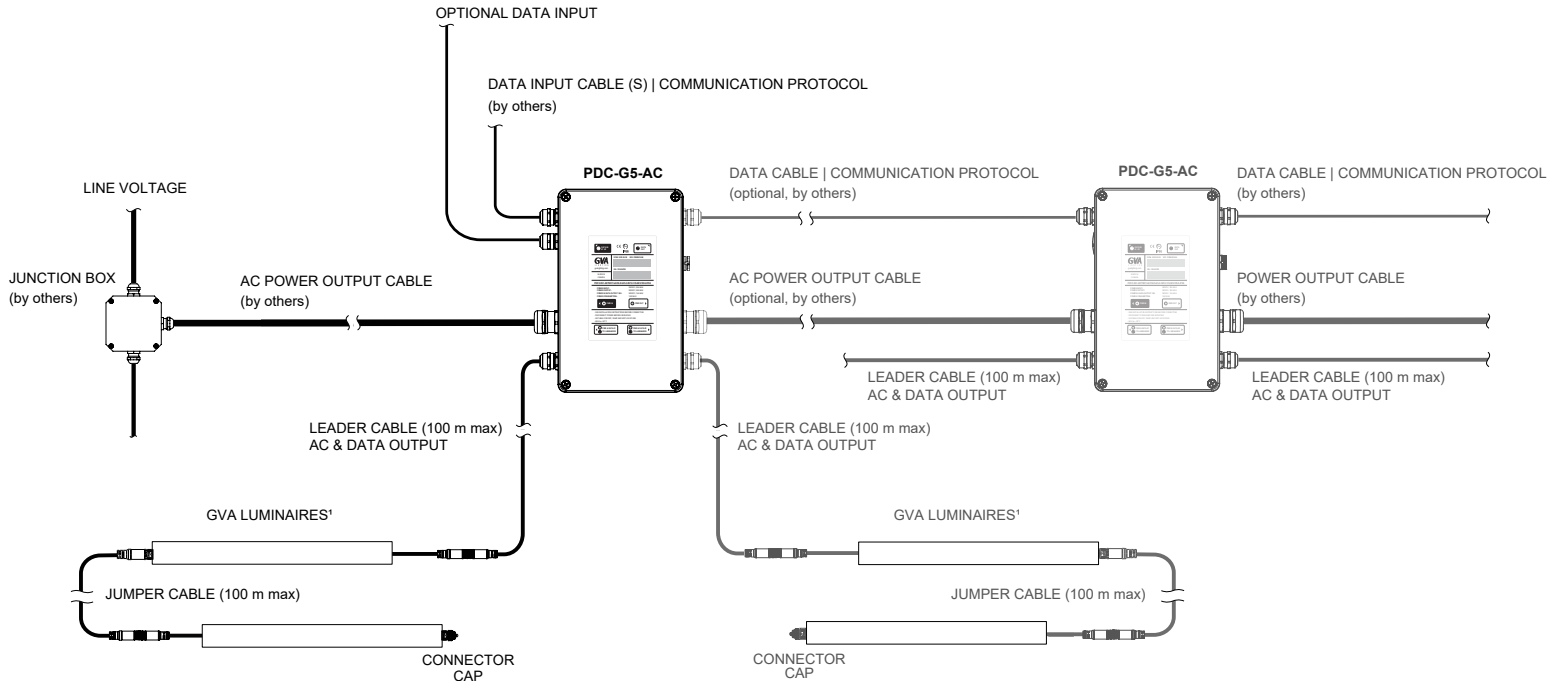 OPTIONAL DATA INPUT
DATA INPUT CABLE (S) | COMMUNICATION PROTOCOL
(by others)
PDC-G5-AC
DATA CABLE | COMMUNICATION PROTOCOL
(optional, by others)
PDC-G5-AC
DATA CABLE | COMMUNICATION PROTOCOL
(by others)
LINE VOLTAGE
JUNCTION BOX
(by others)
AC POWER OUTPUT CABLE
(by others)
GVA
AC POWER OUTPUT CABLE
(optional, by others)
GVA
POWER OUTPUT CABLE
(by others)
LEADER CABLE (100 m max)
AC & DATA OUTPUT
LEADER CABLE (100 m max)
AC & DATA OUTPUT
LEADER CABLE (100 m max)
AC & DATA OUTPUT
LEADER CABLE (100 m max)
AC & DATA OUTPUT
GVA LUMINAIRES¹
GVA LUMINAIRES¹
JUMPER CABLE (100 m max)
JUMPER CABLE (100 m max)
CONNECTOR
CAP
CONNECTOR
CAP